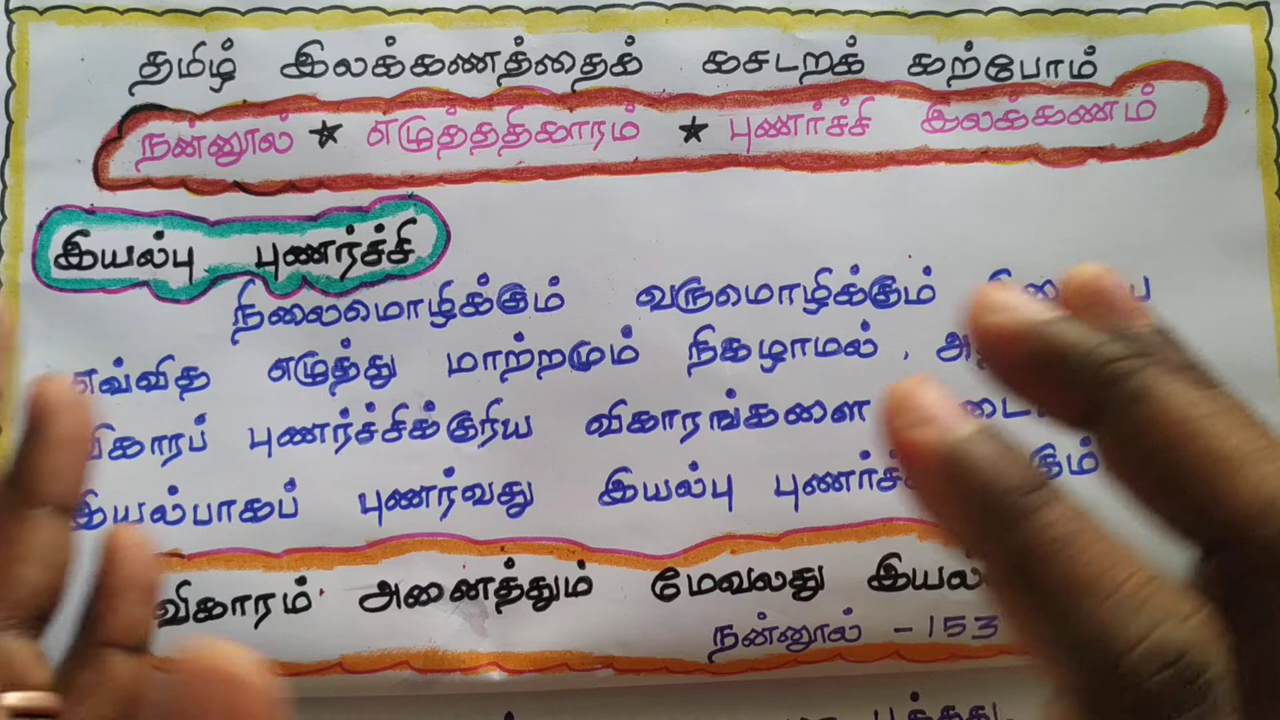 தமிழ் இலக்கணத்தைக் கசடறக் கற்போம்
நன்னூல் ★ எழுத்ததிகாரம் ★ புணர்ச்சி இலக்கணம்
இயல்பு புணர்ச்சி
நிலைமொழிக்கும் வருமொழிக்கும்
எவ்வித எழுத்து மாற்றமும் நிகழாமல்,
விகாரப் புணர்ச்சிக்குரிய விகாரங்களை
இயல்பாகப் புணர்வது இயல்பு
விகாரம் அனைத்தும் மேவலது
நன்னூல் - 153